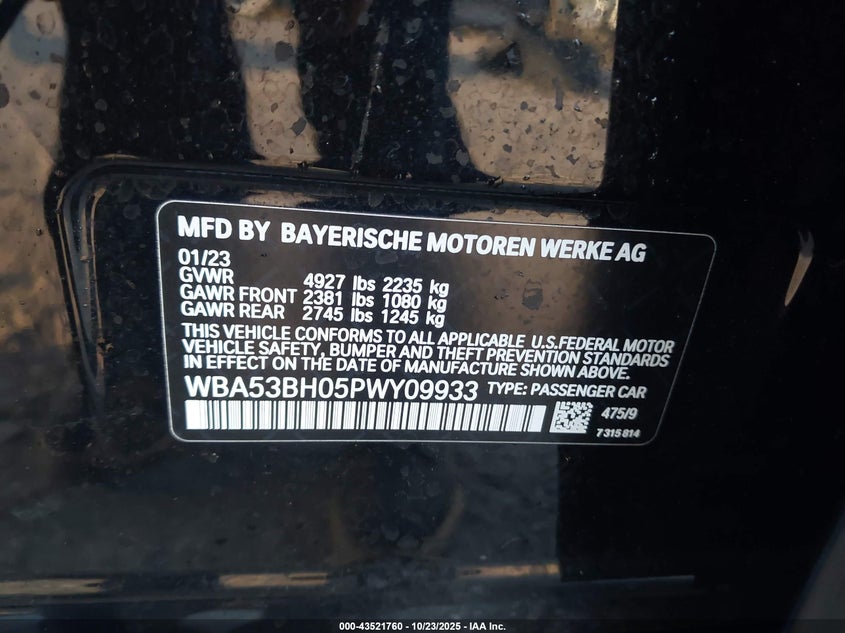 MFD BY BAYERISCHE MOTOREN WERKE AG
01/23
GVWR 4927 lbs 2235 kg
GAWR FRONT 2381 lbs 1080 kg
GAWR REAR 2745 lbs 1245 kg
THIS VEHICLE CONFORMS TO ALL APPLICABLE U.S.FEDERAL MOTOR
VEHICLE SAFETY, BUMPER AND THEFT PREVENTION STANDARDS
IN EFFECT ON THE DATE OF MANUFACTURE SHOWN ABOVE.
WBA53BH05PWY09933 TYPE: PASSENGER CAR
475/9
7315814
000-43521760 - 10/23/2025 - IAA Inc.